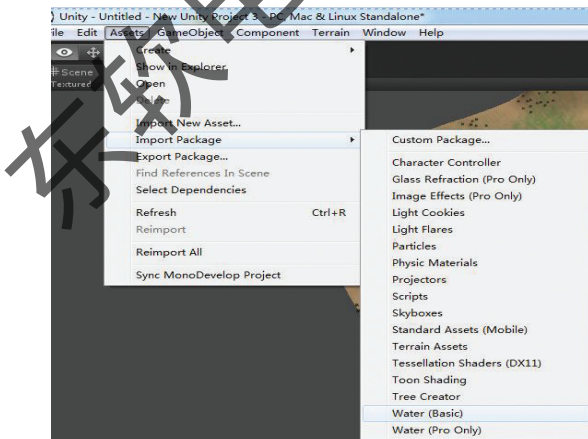 Unity - Untitled - New Unity Project 3 - PC, Mac & Linux Standalone*
File Edit Assets GameObject Component Terrain Window Help
Scene
Textured
Create
Show in Explorer
Open
Delete
Import New Asset...
Import Package
Export Package...
Find References In Scene
Select Dependencies
Refresh Ctrl+R
Reimport
Reimport All
Sync MonoDevelop Project
Custom Package...
Character Controller
Glass Refraction (Pro Only)
Image Effects (Pro Only)
Light Cookies
Light Flares
Particles
Physic Materials
Projectors
Scripts
Skyboxes
Standard Assets (Mobile)
Terrain Assets
Tessellation Shaders (DX11)
Toon Shading
Tree Creator
Water (Basic)
Water (Pro Only)
东软